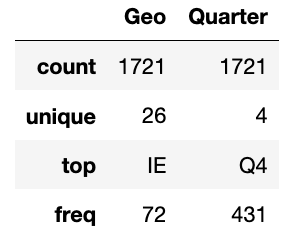 Geo Quarter
count 1721 1721
unique 26 4
top IE Q4
freq 72 431